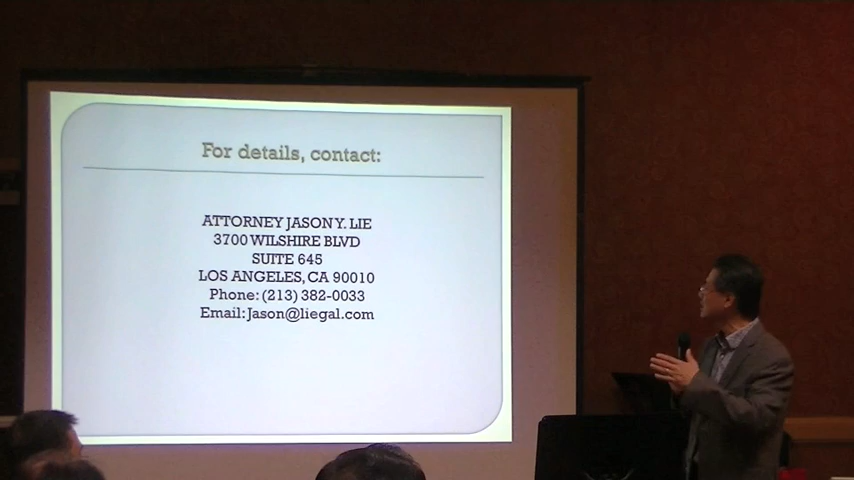 For details, contact:
ATTORNEY JASON Y. LIE
3700 WILSHIRE BLVD
SUITE 645
LOS ANGELES, CA 90010
Phone: (213) 382-0033
Email: Jason@liegal.com